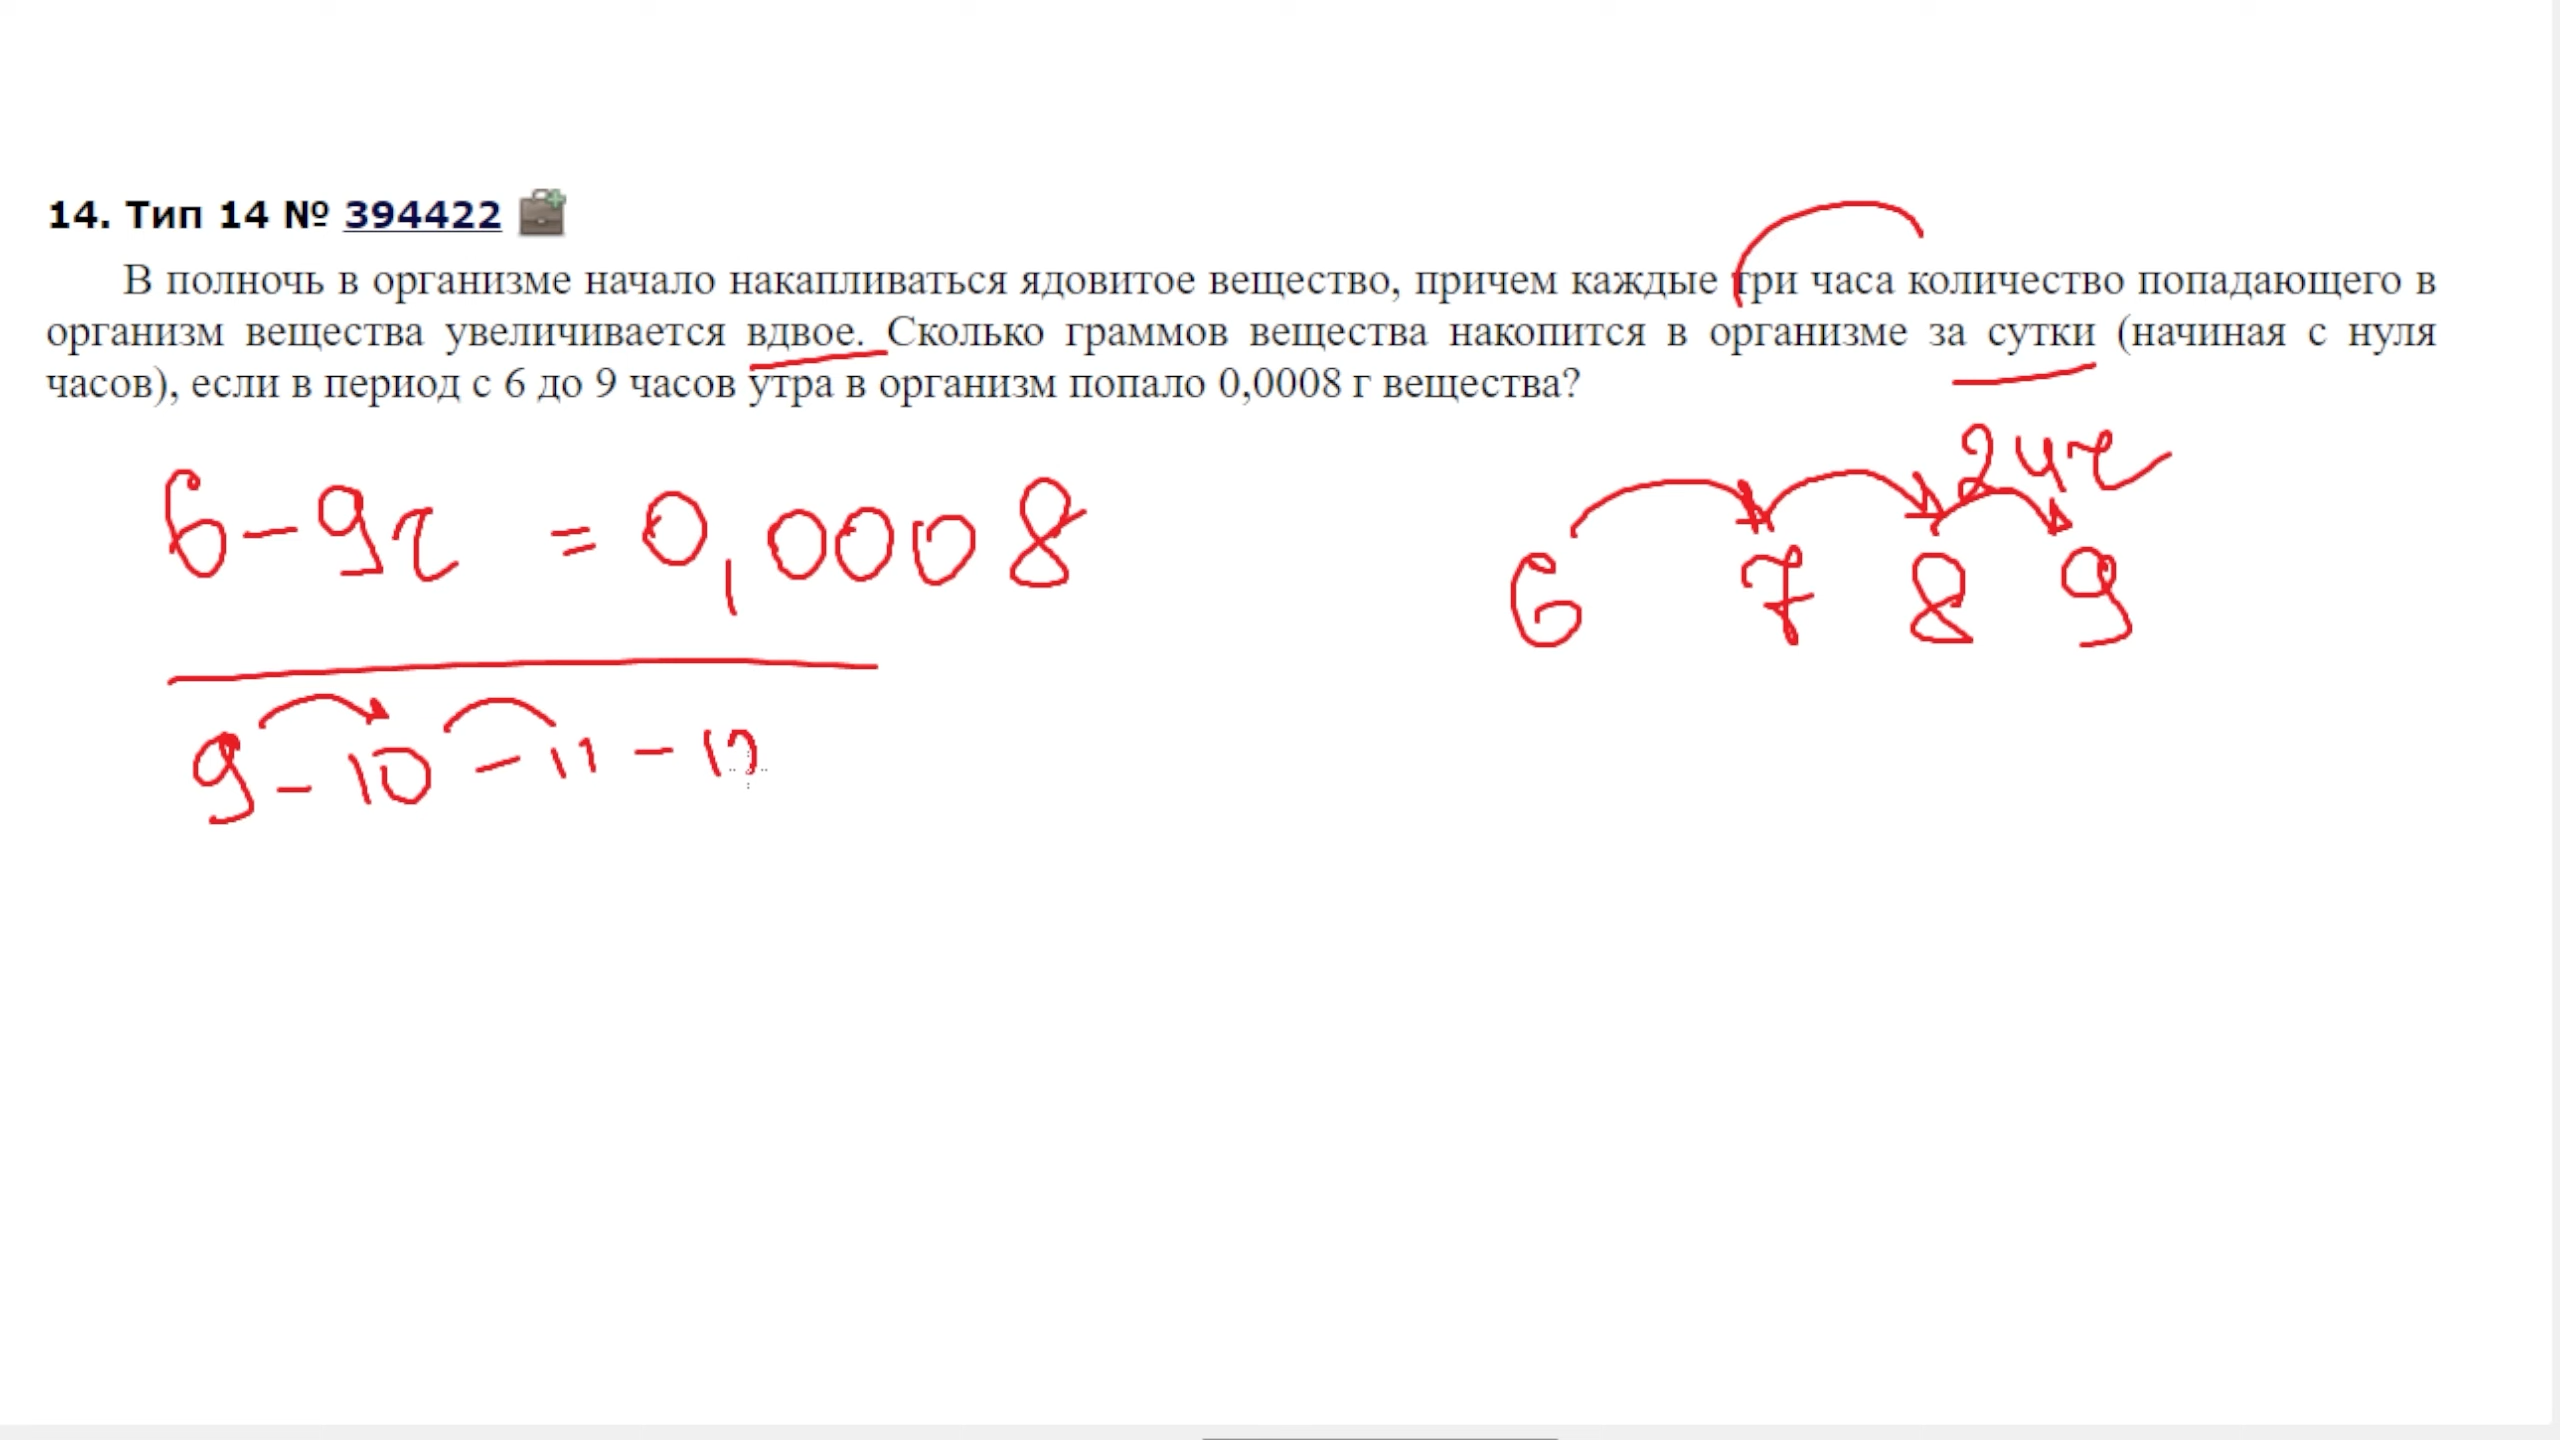 14. Тип 14 № 394422
В полночь в организме начало накапливаться ядовитое вещество, причем каждые три часа количество попадающего в
организм вещества увеличивается вдвое. Сколько граммов вещества накопится в организме за сутки (начиная с нуля
часов), если в период с 6 до 9 часов утра в организм попало 0,0008 г вещества?
24ч
6-9ч = 0,0008
6 7 8 9
9-10-11-12